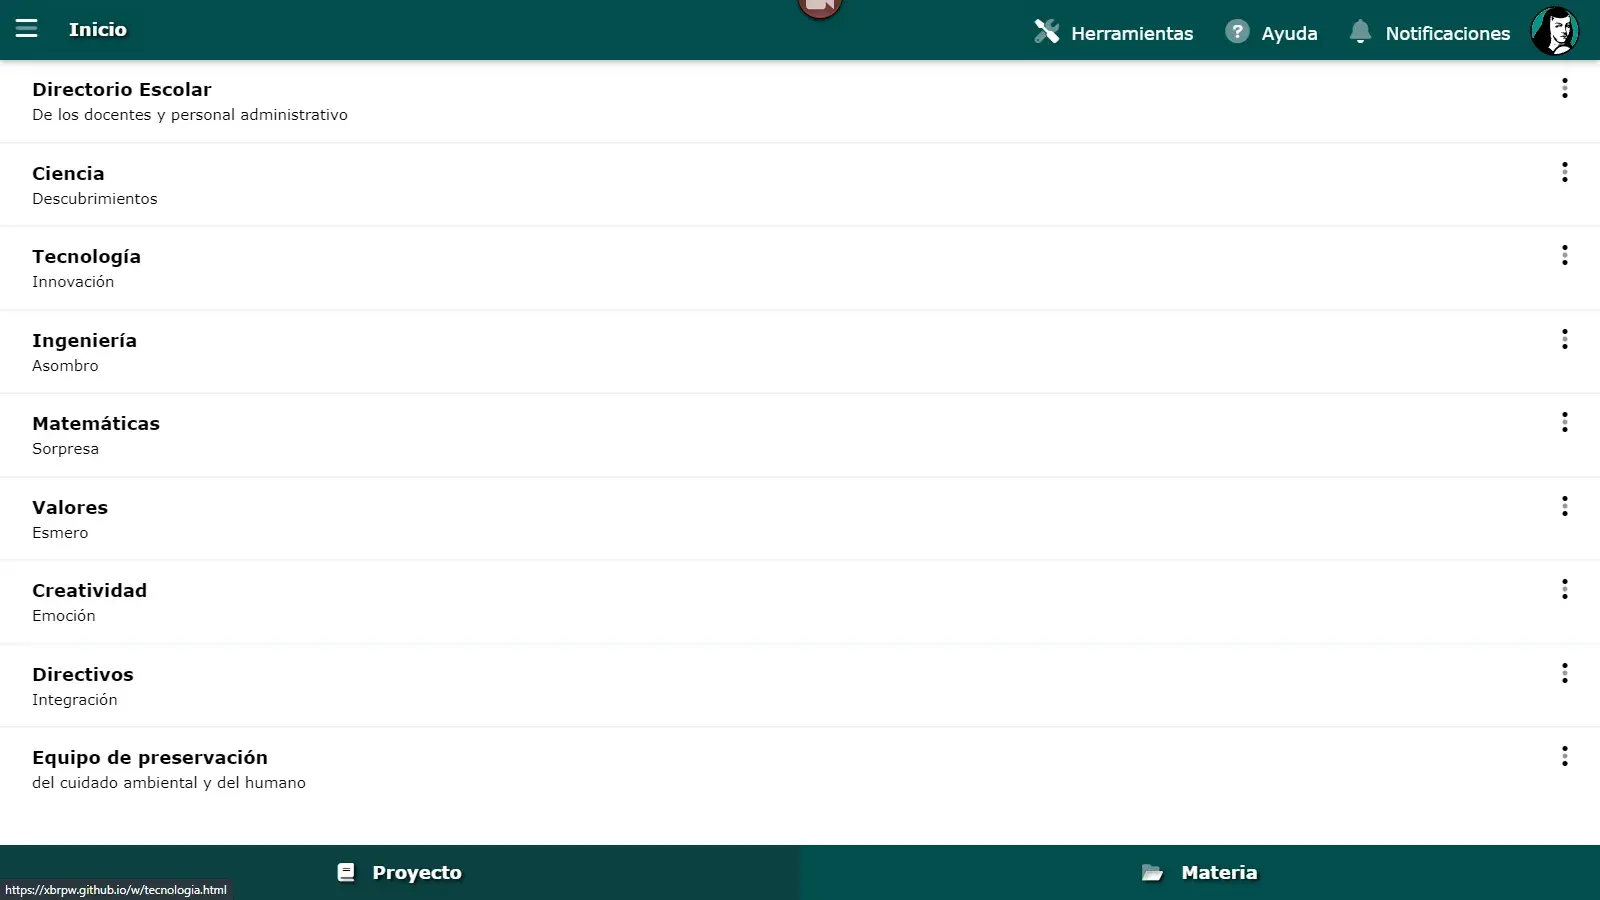 Inicio
Herramientas
? Ayuda
Notificaciones
Directorio Escolar
De los docentes y personal administrativo
Ciencia
Descubrimientos
Tecnología
Innovación
Ingeniería
Asombro
Matemáticas
Sorpresa
Valores
Esmero
Creatividad
Emoción
Directivos
Integración
Equipo de preservación
del cuidado ambiental y del humano
Proyecto
Materia
https://xbrpw.github.io/w/tecnologia.html